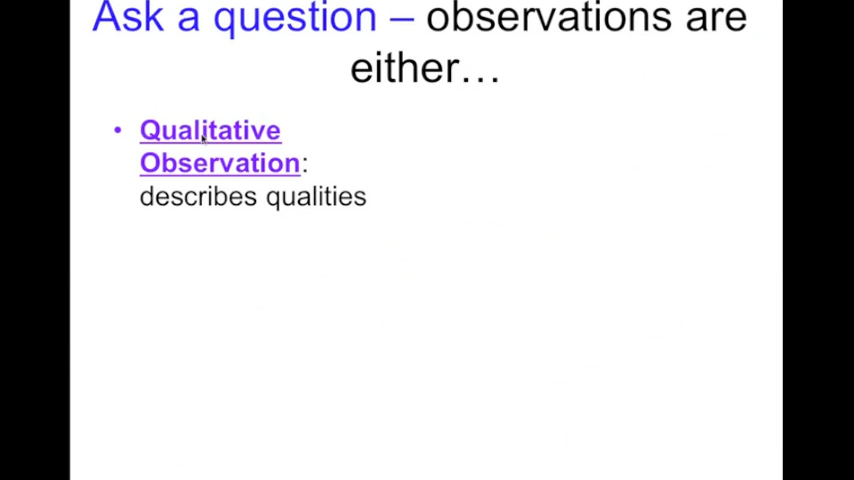 Ask a question – observations are
either…
• Qualitative
Observation:
describes qualities